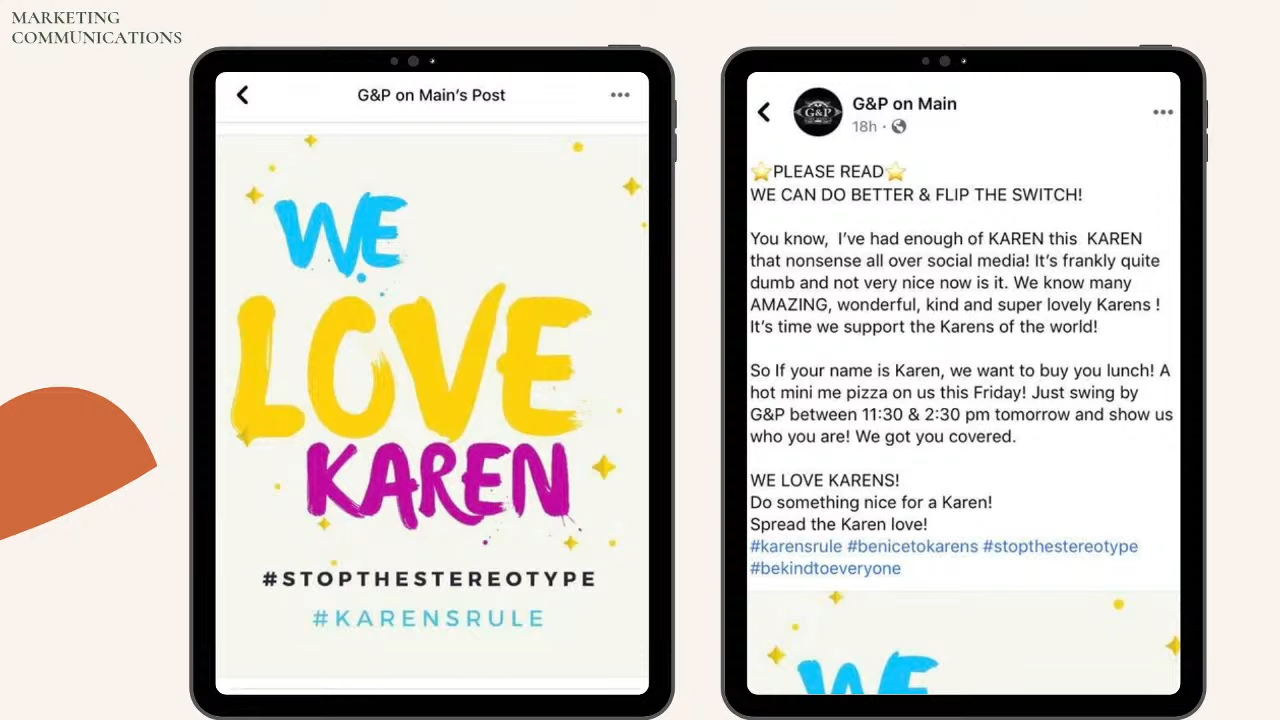 MARKETING
COMMUNICATIONS
G&P on Main's Post
WE
LOVE
KAREN
#STOPTHESTEREOTYPE
#KARENSRULE
G&P
G&P on Main
18h ·
⭐PLEASE READ⭐
WE CAN DO BETTER & FLIP THE SWITCH!
You know,  I've had enough of KAREN this  KAREN
that nonsense all over social media! It's frankly quite
dumb and not very nice now is it. We know many
AMAZING, wonderful, kind and super lovely Karens !
It's time we support the Karens of the world!
So If your name is Karen, we want to buy you lunch! A
hot mini me pizza on us this Friday! Just swing by
G&P between 11:30 & 2:30 pm tomorrow and show us
who you are! We got you covered.
WE LOVE KARENS!
Do something nice for a Karen!
Spread the Karen love!
#karensrule #benicetokarens #stopthestereotype
#bekindtoeveryone
WE